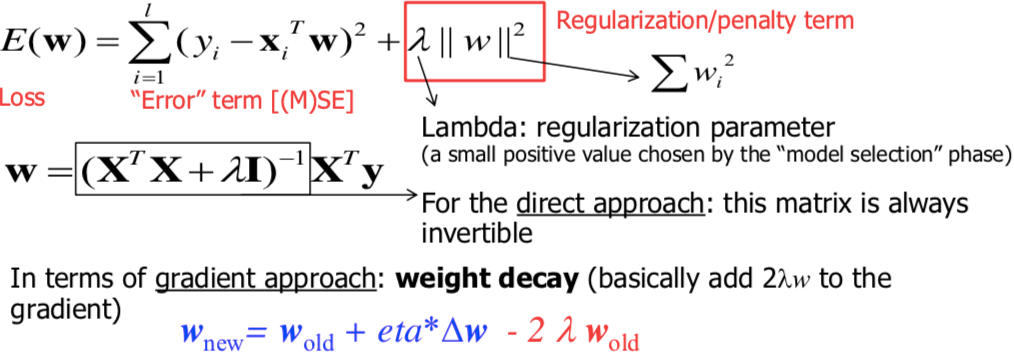 E(w) = ∑_{i=1}^{l} (y_i − x_i^T w)^2 + λ || w ||^2
Regularization/penalty term
∑ w_i^2
Loss
“Error” term [(M)SE]
Lambda: regularization parameter
(a small positive value chosen by the “model selection” phase)
w = (X^T X + λI)^{−1} X^T y
For the direct approach: this matrix is always
invertible
In terms of gradient approach: weight decay (basically add 2λw to the
gradient)
w_new = w_old + eta*Δw - 2 λ w_old